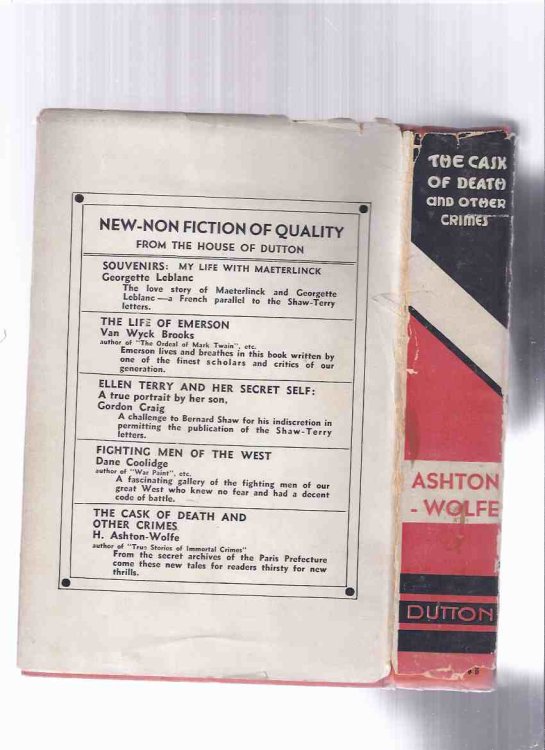 NEW-NON FICTION OF QUALITY
FROM THE HOUSE OF DUTTON
SOUVENIRS: MY LIFE WITH MAETERLINCK
Georgette Leblanc
The love story of Maeterlinck and Georgette
Leblanc—a French parallel to the Shaw-Terry
letters.
THE LIFE OF EMERSON
Van Wyck Brooks
author of "The Ordeal of Mark Twain", etc.
Emerson lives and breathes in this book written by
one of the finest scholars and critics of our
generation.
ELLEN TERRY AND HER SECRET SELF:
A true portrait by her son,
Gordon Craig
A challenge to Bernard Shaw for his indiscretion in
permitting the publication of the Shaw-Terry
letters.
FIGHTING MEN OF THE WEST
Dane Coolidge
author of "War Paint", etc.
A fascinating gallery of the fighting men of our
great West who knew no fear and had a decent
code of battle.
THE CASK OF DEATH AND
OTHER CRIMES
H. Ashton-Wolfe
author of "True Stories of Immortal Crimes"
From the secret archives of the Paris Prefecture
come these new tales for readers thirsty for new
thrills.
THE CASK
OF DEATH
and OTHER
CRIMES
ASHTON
- WOLFE
DUTTON